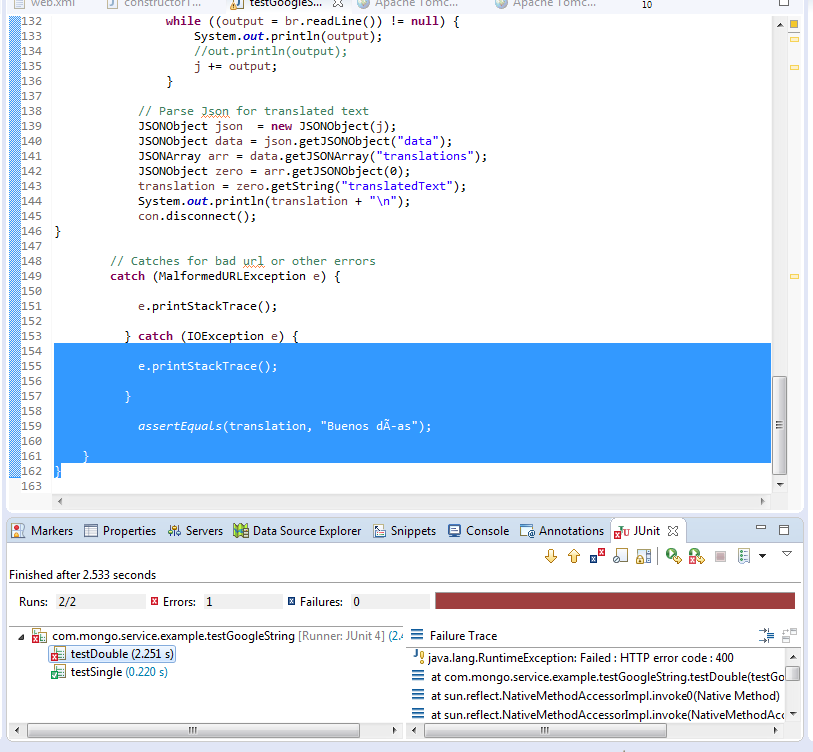 web.xml constructorT... testGoogleS... Apache Tomc... Apache Tomc... 10
132 while ((output = br.readLine()) != null) {
133 System.out.println(output);
134 //out.println(output);
135 j += output;
136 }
137
138 // Parse Json for translated text
139 JSONObject json  = new JSONObject(j);
140 JSONObject data = json.getJSONObject("data");
141 JSONArray arr = data.getJSONArray("translations");
142 JSONObject zero = arr.getJSONObject(0);
143 translation = zero.getString("translatedText");
144 System.out.println(translation + "\n");
145 con.disconnect();
146 }
147
148 // Catches for bad url or other errors
149 catch (MalformedURLException e) {
150
151 e.printStackTrace();
152
153 } catch (IOException e) {
154
155 e.printStackTrace();
156
157 }
158
159 assertEquals(translation, "Buenos dÃ-as");
160
161 }
162 }
163
Markers Properties Servers Data Source Explorer Snippets Console Annotations JUnit
Finished after 2.533 seconds
Runs: 2/2 Errors: 1 Failures: 0
com.mongo.service.example.testGoogleString [Runner: JUnit 4] (2.4
testDouble (2.251 s)
testSingle (0.220 s)
Failure Trace
java.lang.RuntimeException: Failed : HTTP error code : 400
at com.mongo.service.example.testGoogleString.testDouble(testGo
at sun.reflect.NativeMethodAccessorImpl.invoke0(Native Method)
at sun.reflect.NativeMethodAccessorImpl.invoke(NativeMethodAcc